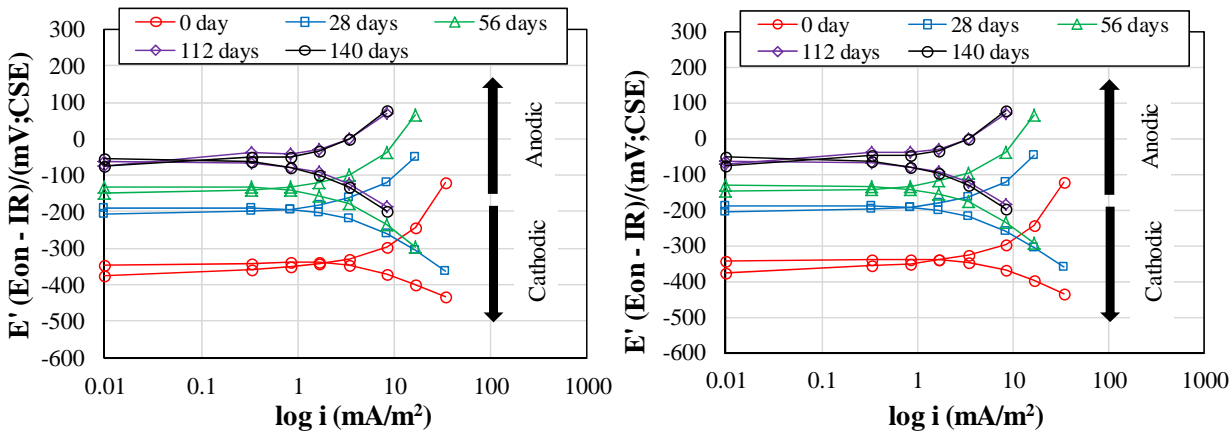 0 day 28 days 56 days
112 days 140 days
300
200
100
0
-100
-200
-300
-400
-500
-600
0.01 0.1 1 10 100 1000
E' (Eon - IR)/(mV;CSE)
log i (mA/m²)
Anodic
Cathodic
0 day 28 days 56 days
112 days 140 days
300
200
100
0
-100
-200
-300
-400
-500
-600
0.01 0.1 1 10 100 1000
E' (Eon - IR)/(mV;CSE)
log i (mA/m²)
Anodic
Cathodic